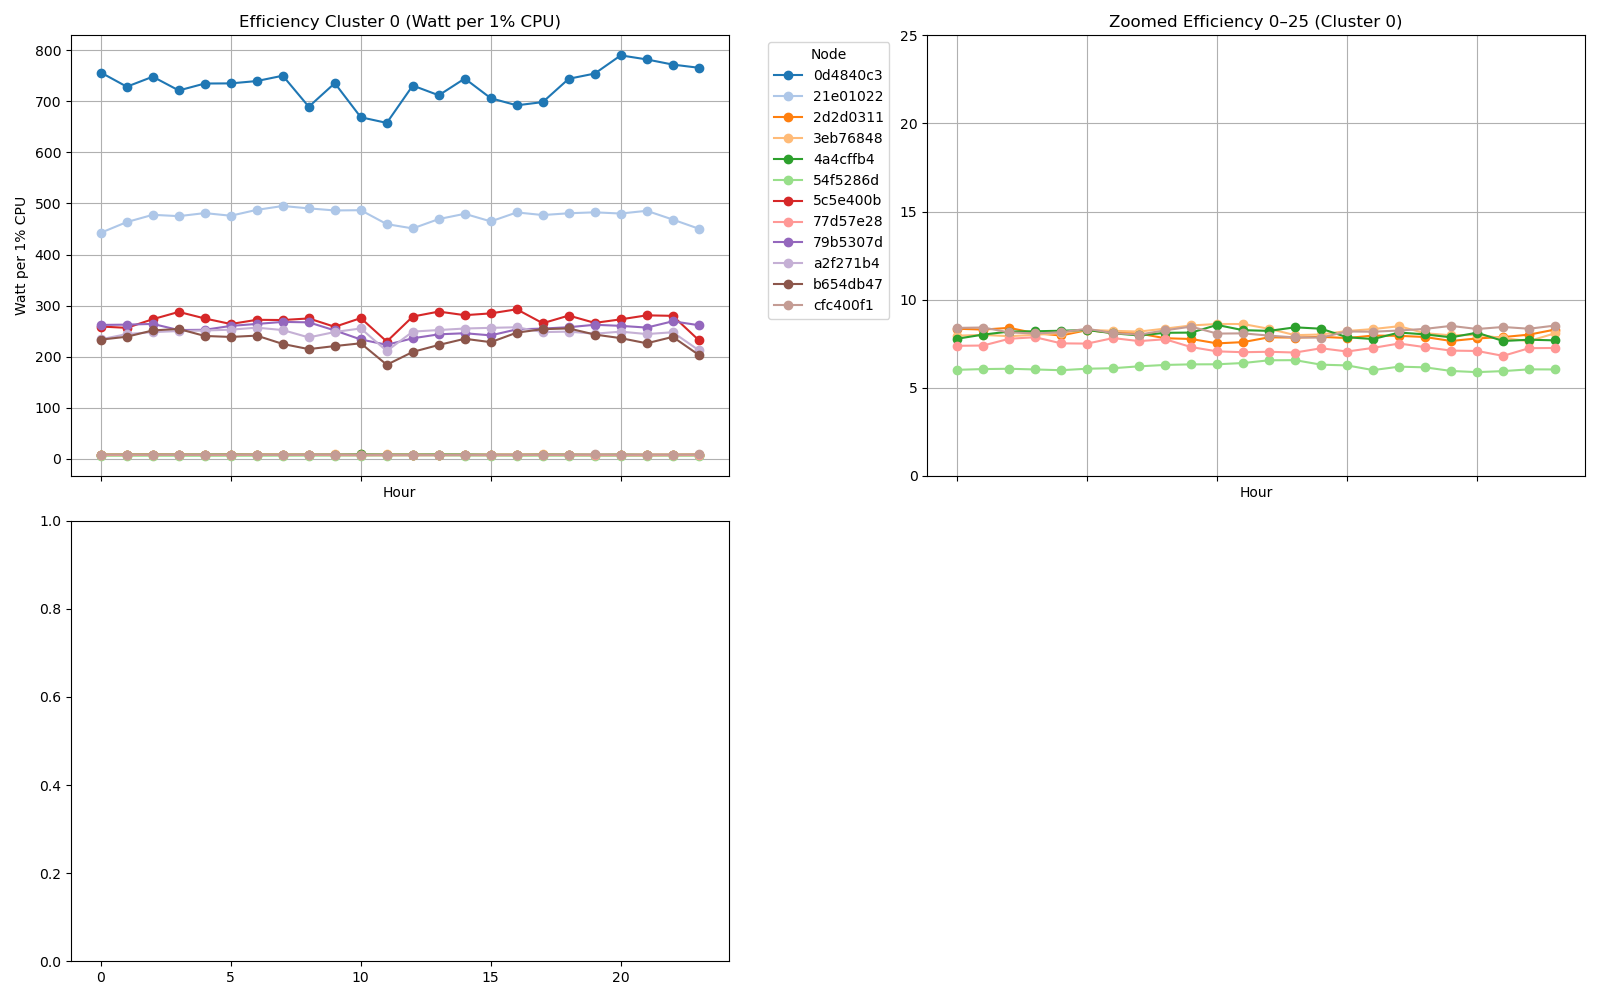 Efficiency Cluster 0 (Watt per 1% CPU)
800
700
600
500
400
300
200
100
0
Watt per 1% CPU
Hour
Node
0d4840c3
21e01022
2d2d0311
3eb76848
4a4cffb4
54f5286d
5c5e400b
77d57e28
79b5307d
a2f271b4
b654db47
cfc400f1
Zoomed Efficiency 0–25 (Cluster 0)
25
20
15
10
5
0
Hour
1.0
0.8
0.6
0.4
0.2
0.0
0 5 10 15 20